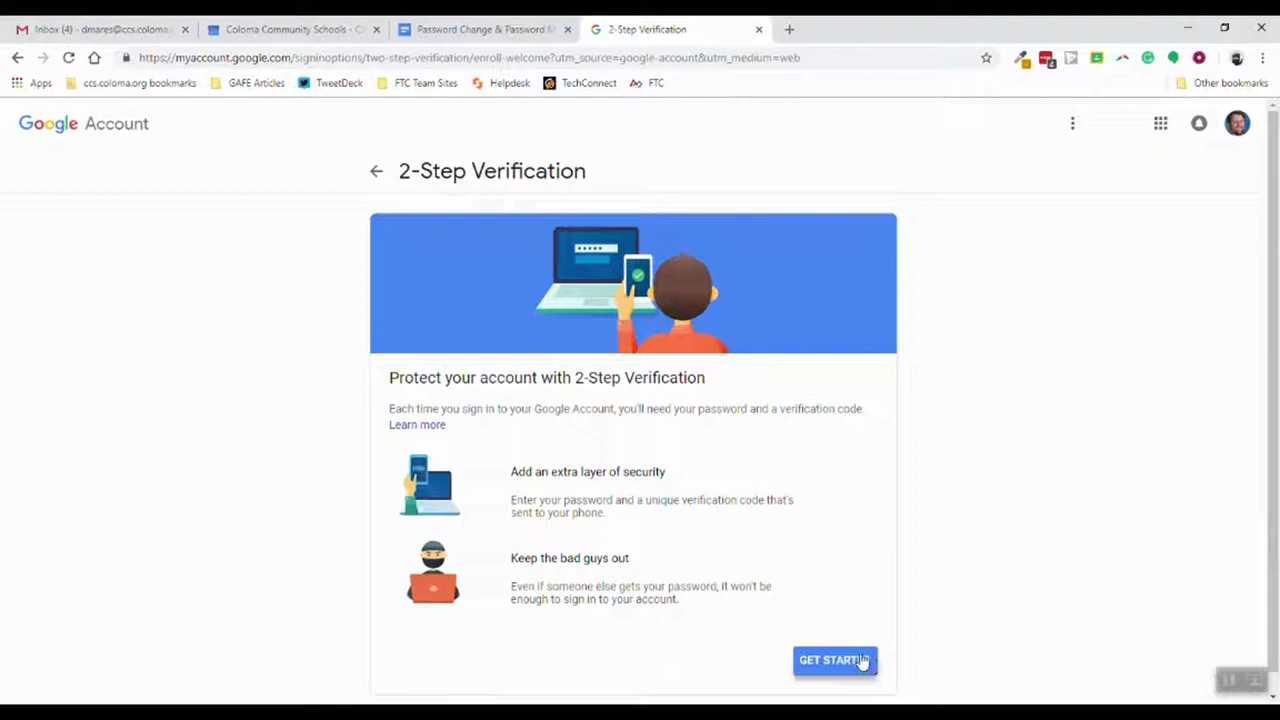 Inbox (4) - dmares@ccs.coloma
Coloma Community Schools - C
Password Change & Password M
2-Step Verification
https://myaccount.google.com/signinoptions/two-step-verification/enroll-welcome?utm_source=google-account&utm_medium=web
Apps
ccs.coloma.org bookmarks
GAFE Articles
TweetDeck
FTC Team Sites
Helpdesk
TechConnect
FTC
Other bookmarks
Google Account
2-Step Verification
Protect your account with 2-Step Verification
Each time you sign in to your Google Account, you'll need your password and a verification code.
Learn more
Add an extra layer of security
Enter your password and a unique verification code that's
sent to your phone.
Keep the bad guys out
Even if someone else gets your password, it won't be
enough to sign in to your account.
GET START